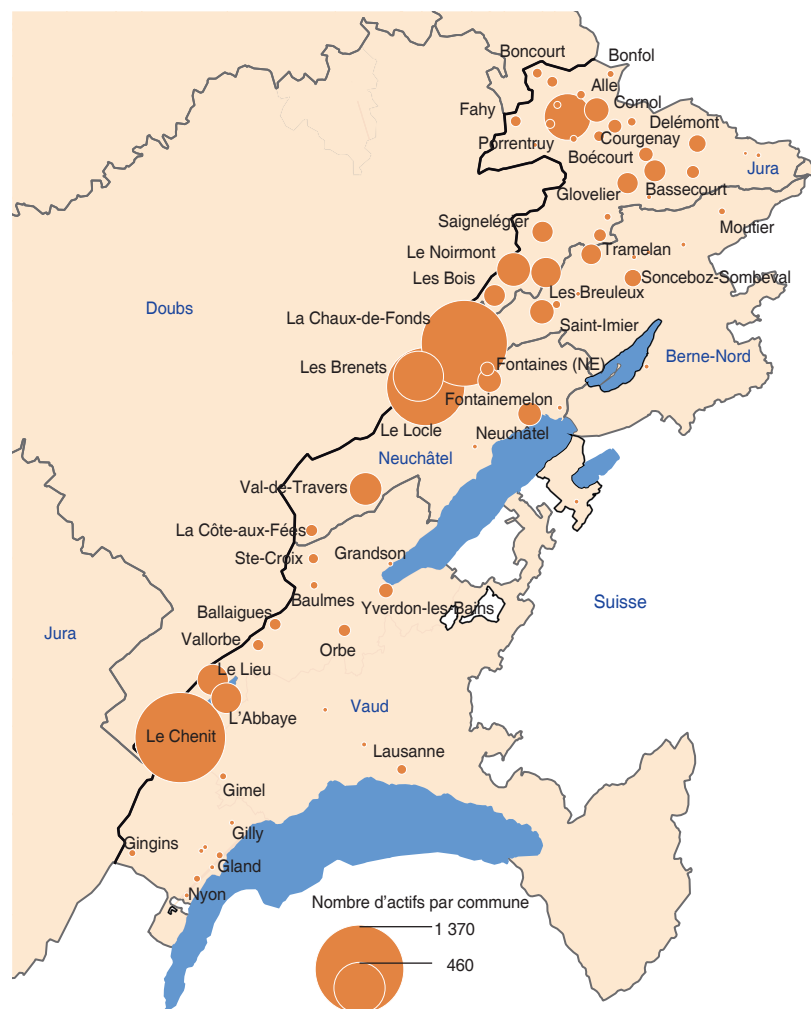 Boncourt
Bonfol
Alle
Fahy
Cornol
Delémont
Porrentruy
Courgenay
Boécourt
Jura
Glovelier
Bassecourt
Saignelégier
Moutier
Le Noirmont
Tramelan
Les Bois
Sonceboz-Sombeval
Les Breuleux
Doubs
La Chaux-de-Fonds
Saint-Imier
Les Brenets
Fontaines (NE)
Berne-Nord
Fontainemelon
Le Locle
Neuchâtel
Neuchâtel
Val-de-Travers
La Côte-aux-Fées
Ste-Croix
Grandson
Baulmes
Yverdon-les-Bains
Suisse
Ballaigues
Jura
Vallorbe
Orbe
Le Lieu
L'Abbaye
Vaud
Le Chenit
Lausanne
Gimel
Gilly
Gingins
Gland
Nyon
Nombre d'actifs par commune
1 370
460